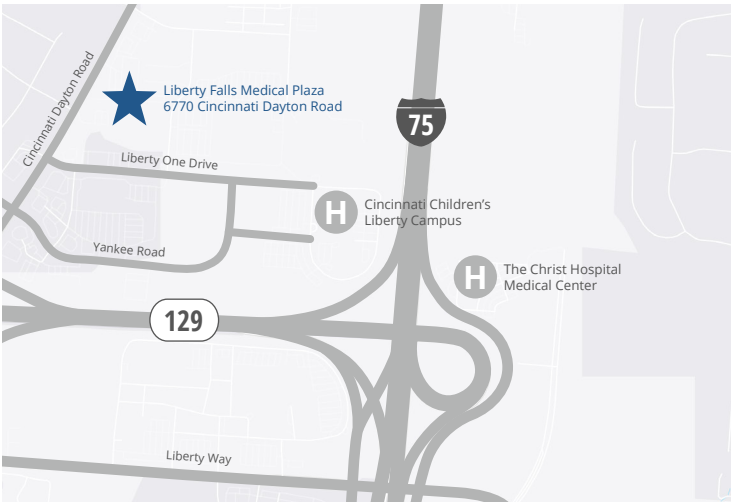 Cincinnati Dayton Road
Liberty Falls Medical Plaza
6770 Cincinnati Dayton Road
75
Liberty One Drive
H
Cincinnati Children's
Liberty Campus
Yankee Road
H
The Christ Hospital
Medical Center
129
Liberty Way